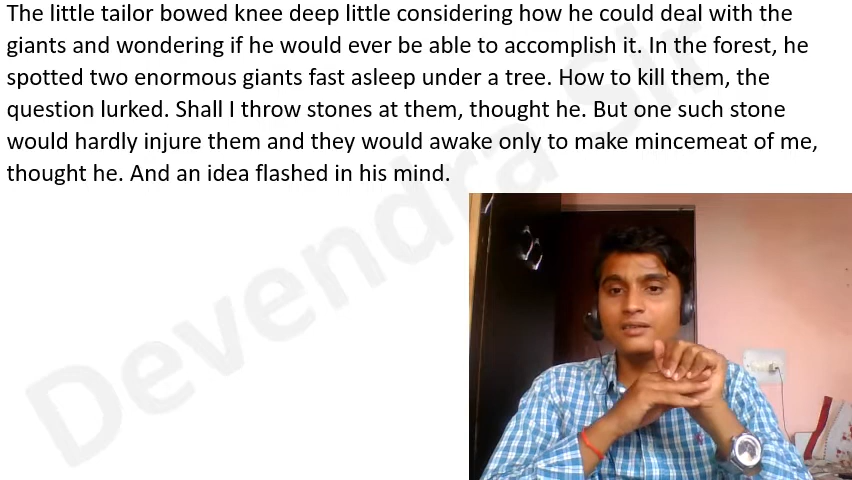 The little tailor bowed knee deep little considering how he could deal with the
giants and wondering if he would ever be able to accomplish it. In the forest, he
spotted two enormous giants fast asleep under a tree. How to kill them, the
question lurked. Shall I throw stones at them, thought he. But one such stone
would hardly injure them and they would awake only to make mincemeat of me,
thought he. And an idea flashed in his mind.
Devendra Sir